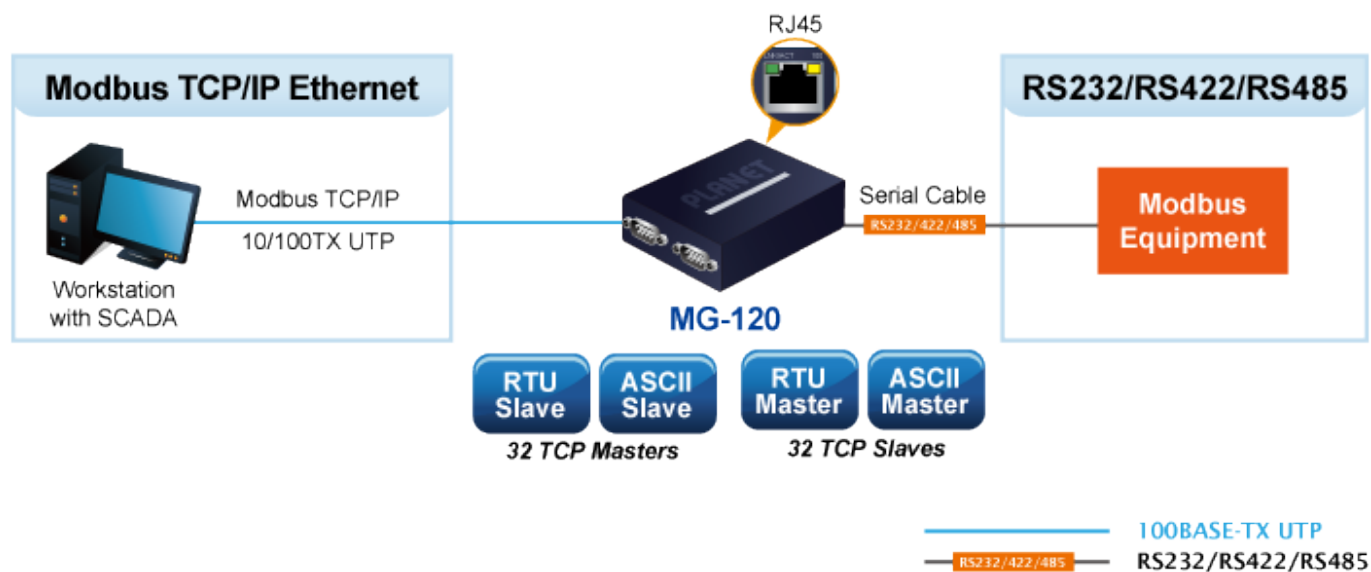 RJ45
Modbus TCP/IP Ethernet
RS232/RS422/RS485
PLANET
Modbus TCP/IP
10/100TX UTP
Serial Cable
RS232/422/485
Modbus
Equipment
Workstation
with SCADA
MG-120
RTU
Slave
ASCII
Slave
RTU
Master
ASCII
Master
32 TCP Masters
32 TCP Slaves
100BASE-TX UTP
RS232/422/485
RS232/RS422/RS485